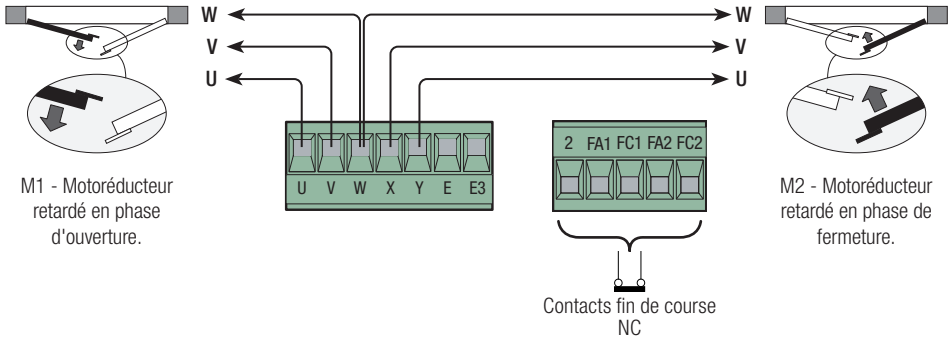 W
W
V
V
U
U
2 FA1 FC1 FA2 FC2
U V W X Y E E3
M1 - Motoréducteur
retardé en phase
d'ouverture.
M2 - Motoréducteur
retardé en phase de
fermeture.
Contacts fin de course
NC